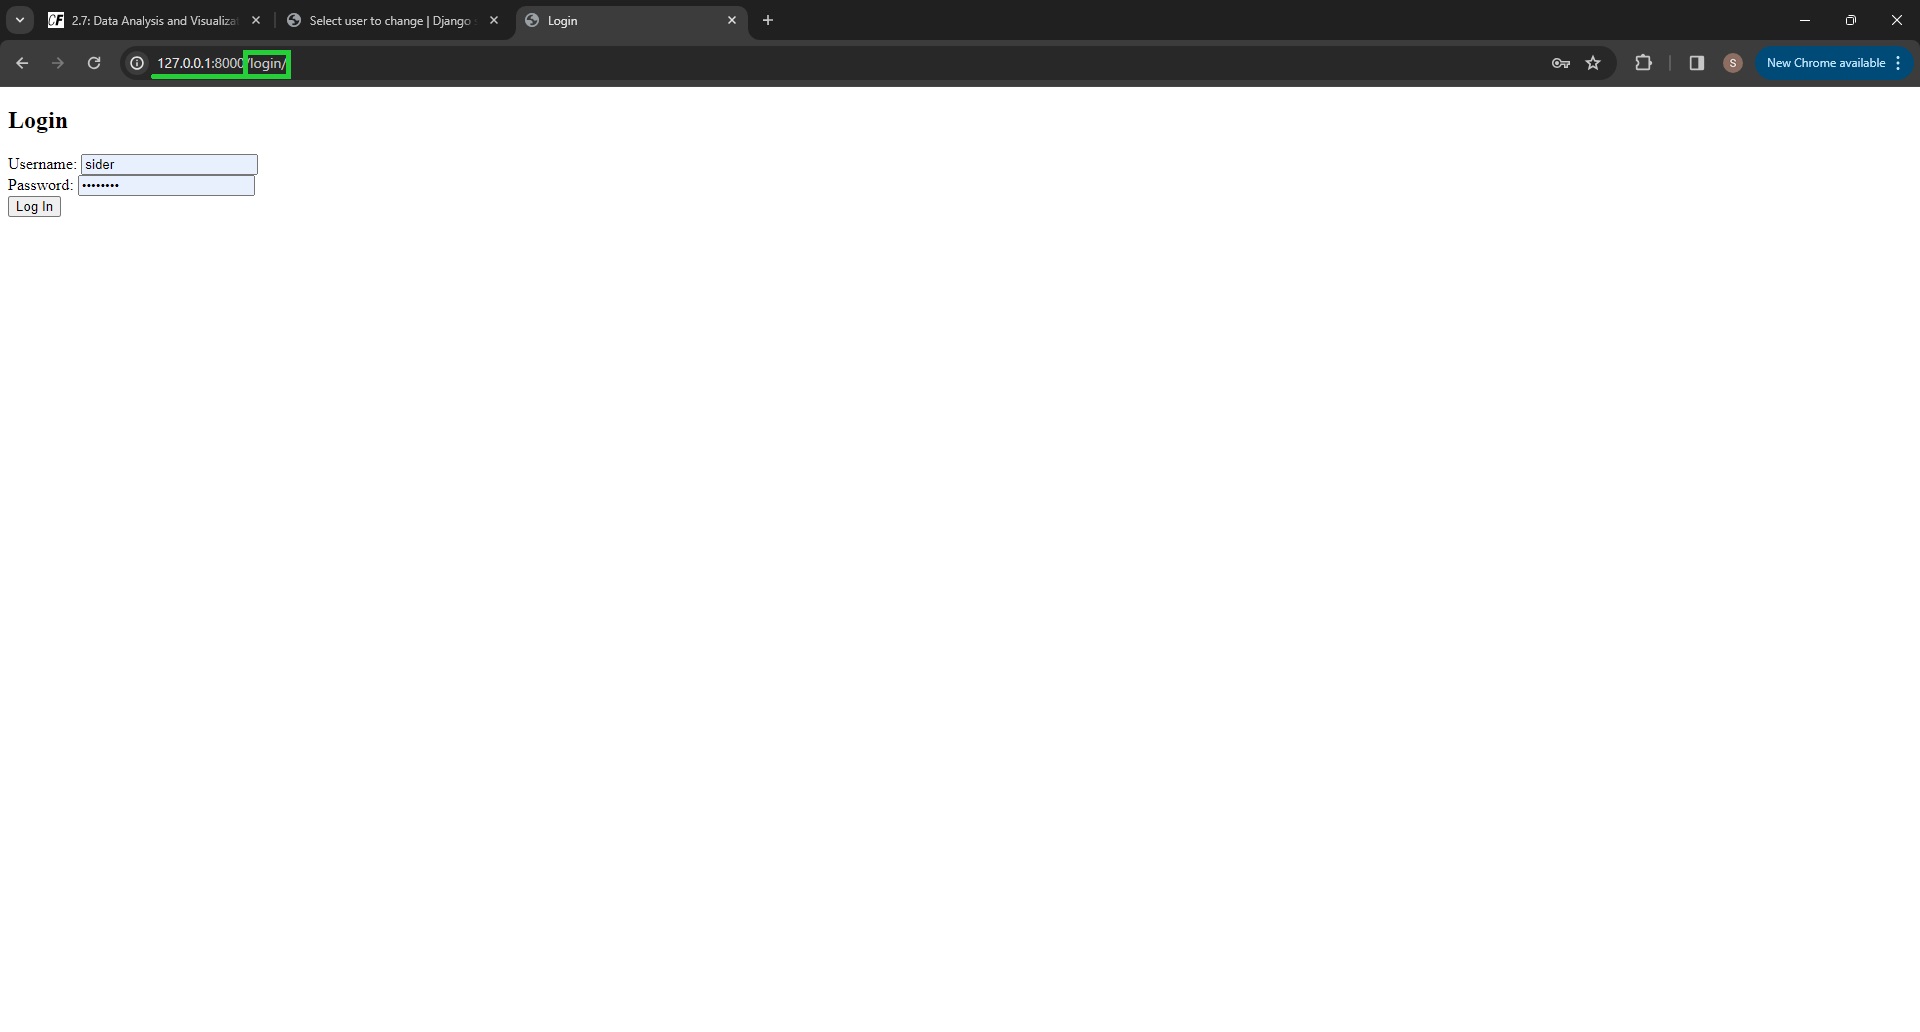 CF 2.7: Data Analysis and Visualiza
Select user to change | Django
Login
127.0.0.1:8000/login/
S
New Chrome available
Login
Username: sider
Password: ••••••••
Log In